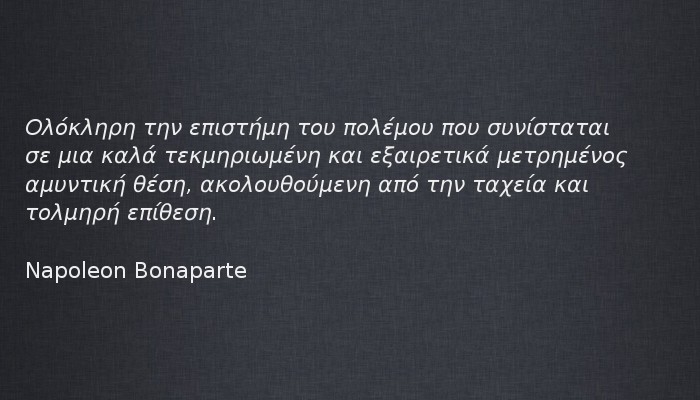 Ολόκληρη την επιστήμη του πολέμου που συνίσταται
σε μια καλά τεκμηριωμένη και εξαιρετικά μετρημένος
αμυντική θέση, ακολουθούμενη από την ταχεία και
τολμηρή επίθεση.
Napoleon Bonaparte